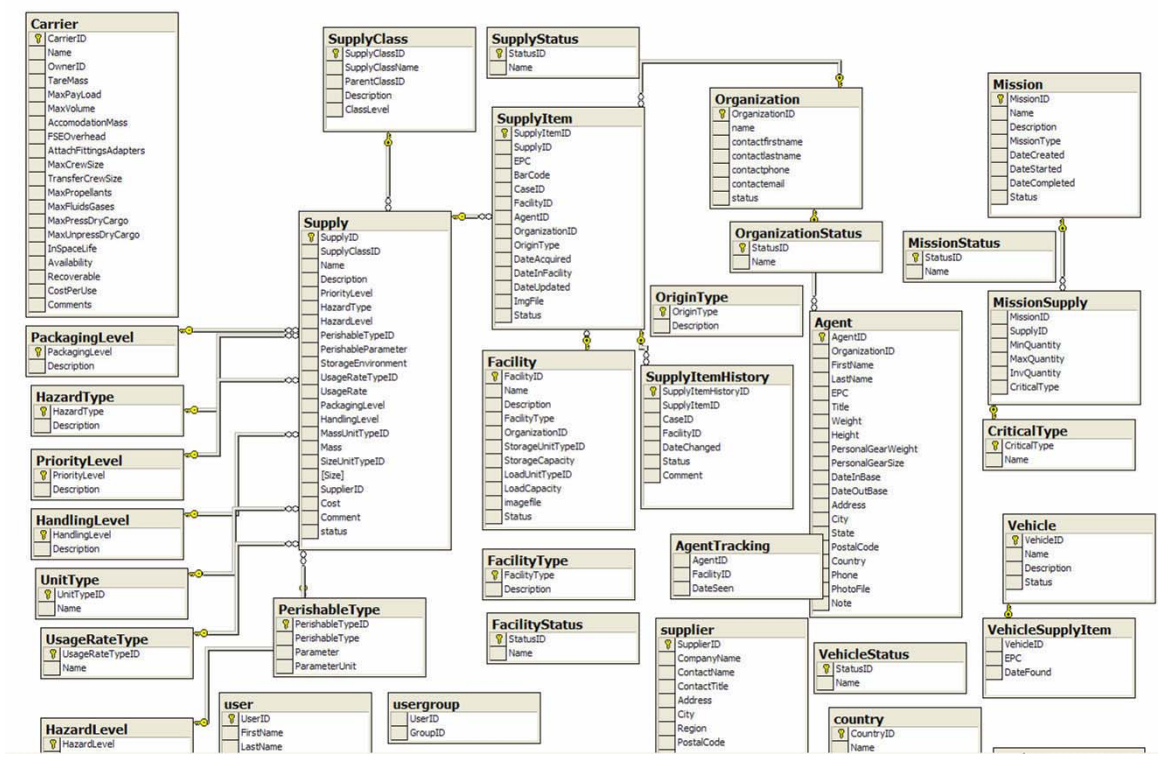 Carrier
CarrierID
Name
OwnerID
TareMass
MaxPayLoad
MaxVolume
AccomodationMass
FSEOverhead
AttachFittingsAdapters
MaxCrewSize
TransferCrewSize
MaxPropellants
MaxFluidsGases
MaxPressDryCargo
MaxUnpressDryCargo
InSpaceLife
Availability
Recoverable
CostPerUse
Comments
PackagingLevel
PackagingLevel
Description
HazardType
HazardType
Description
PriorityLevel
PriorityLevel
Description
HandlingLevel
HandlingLevel
Description
UnitType
UnitTypeID
Name
UsageRateType
UsageRateTypeID
Name
HazardLevel
HazardLevel
SupplyClass
SupplyClassID
SupplyClassName
ParentClassID
Description
ClassLevel
Supply
SupplyID
SupplyClassID
Name
Description
PriorityLevel
HazardType
HazardLevel
PerishableTypeID
PerishableParameter
StorageEnvironment
UsageRateTypeID
UsageRate
PackagingLevel
HandlingLevel
MassUnitTypeID
Mass
SizeUnitTypeID
[Size]
SupplierID
Cost
Comment
status
PerishableType
PerishableTypeID
PerishableType
Parameter
ParameterUnit
user
UserID
FirstName
LastName
usergroup
UserID
GroupID
SupplyStatus
StatusID
Name
SupplyItem
SupplyItemID
SupplyID
EPC
BarCode
CaseID
FacilityID
AgentID
OrganizationID
OriginType
DateAcquired
DateInFacility
DateUpdated
ImgFile
Status
Facility
FacilityID
Name
Description
FacilityType
OrganizationID
StorageUnitTypeID
StorageCapacity
LoadUnitTypeID
LoadCapacity
imagefile
Status
FacilityType
FacilityType
Description
FacilityStatus
StatusID
Name
OriginType
OriginType
Description
SupplyItemHistory
SupplyItemHistoryID
SupplyItemID
CaseID
FacilityID
DateChanged
Status
Comment
AgentTracking
AgentID
FacilityID
DateSeen
supplier
SupplierID
CompanyName
ContactName
ContactTitle
Address
City
Region
PostalCode
Organization
OrganizationID
name
contactfirstname
contactlastname
contactphone
contactemail
status
OrganizationStatus
StatusID
Name
Agent
AgentID
OrganizationID
FirstName
LastName
EPC
Title
Weight
Height
PersonalGearWeight
PersonalGearSize
DateInBase
DateOutBase
Address
City
State
PostalCode
Country
Phone
PhotoFile
Note
VehicleStatus
StatusID
Name
country
CountryID
Name
Mission
MissionID
Name
Description
MissionType
DateCreated
DateStarted
DateCompleted
Status
MissionStatus
StatusID
Name
MissionSupply
MissionID
SupplyID
MinQuantity
MaxQuantity
InvQuantity
CriticalType
CriticalType
CriticalType
Name
Vehicle
VehicleID
Name
Description
Status
VehicleSupplyItem
VehicleID
EPC
DateFound